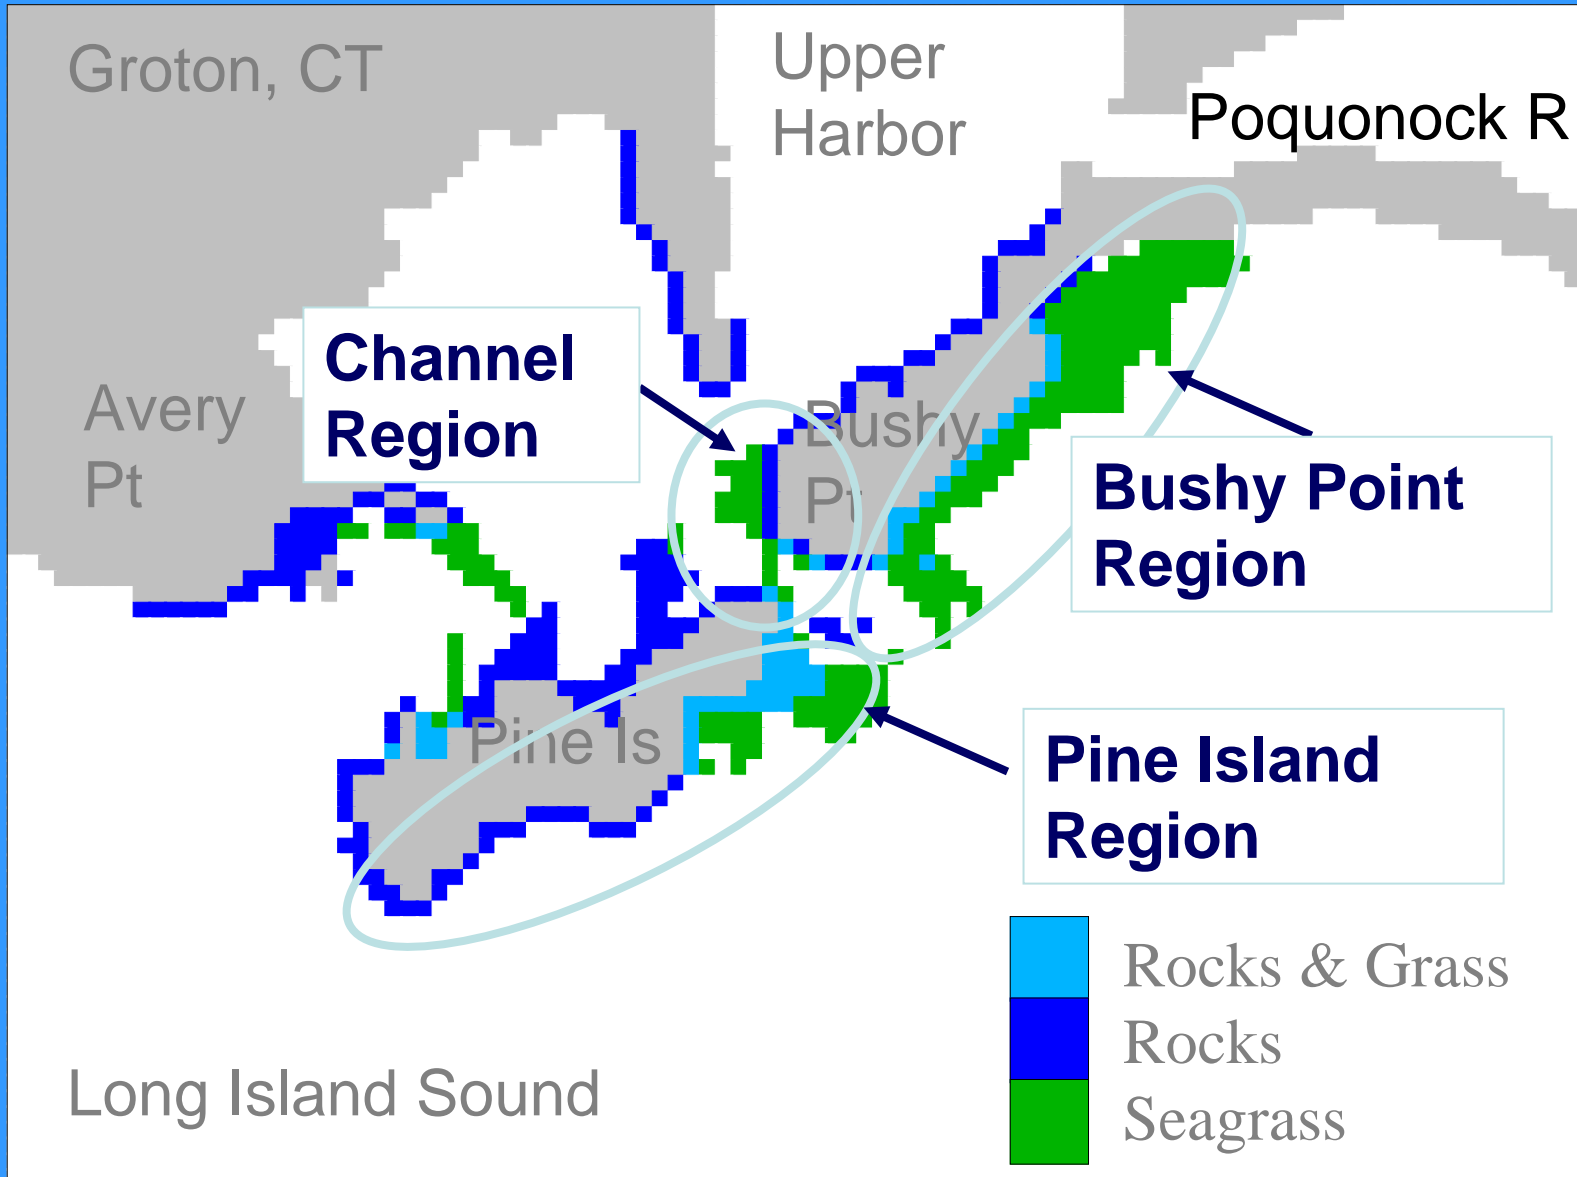 Groton, CT
Upper
Harbor
Poquonock R
Channel
Region
Avery
Pt
Bushy
Pt
Bushy Point
Region
Pine Is
Pine Island
Region
Rocks & Grass
Rocks
Seagrass
Long Island Sound